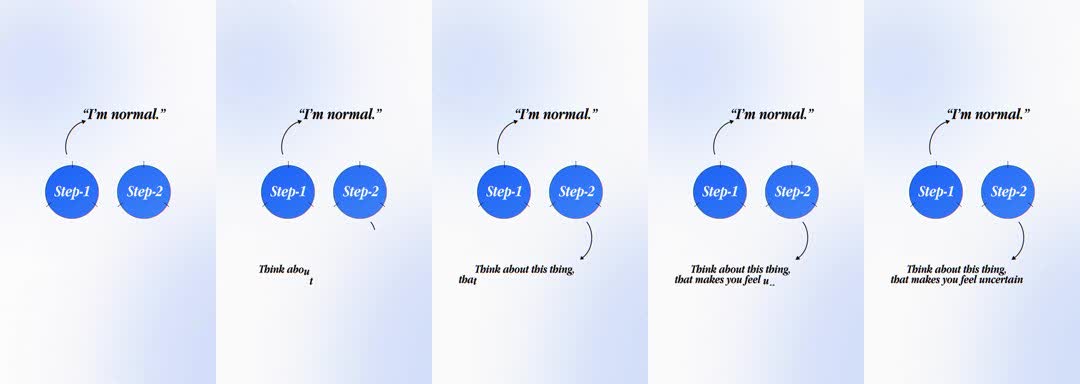 “I’m normal.”
Step-1 Step-2
“I’m normal.”
Step-1 Step-2
Think about
“I’m normal.”
Step-1 Step-2
Think about this thing,
that
“I’m normal.”
Step-1 Step-2
Think about this thing,
that makes you feel u
“I’m normal.”
Step-1 Step-2
Think about this thing,
that makes you feel uncertain